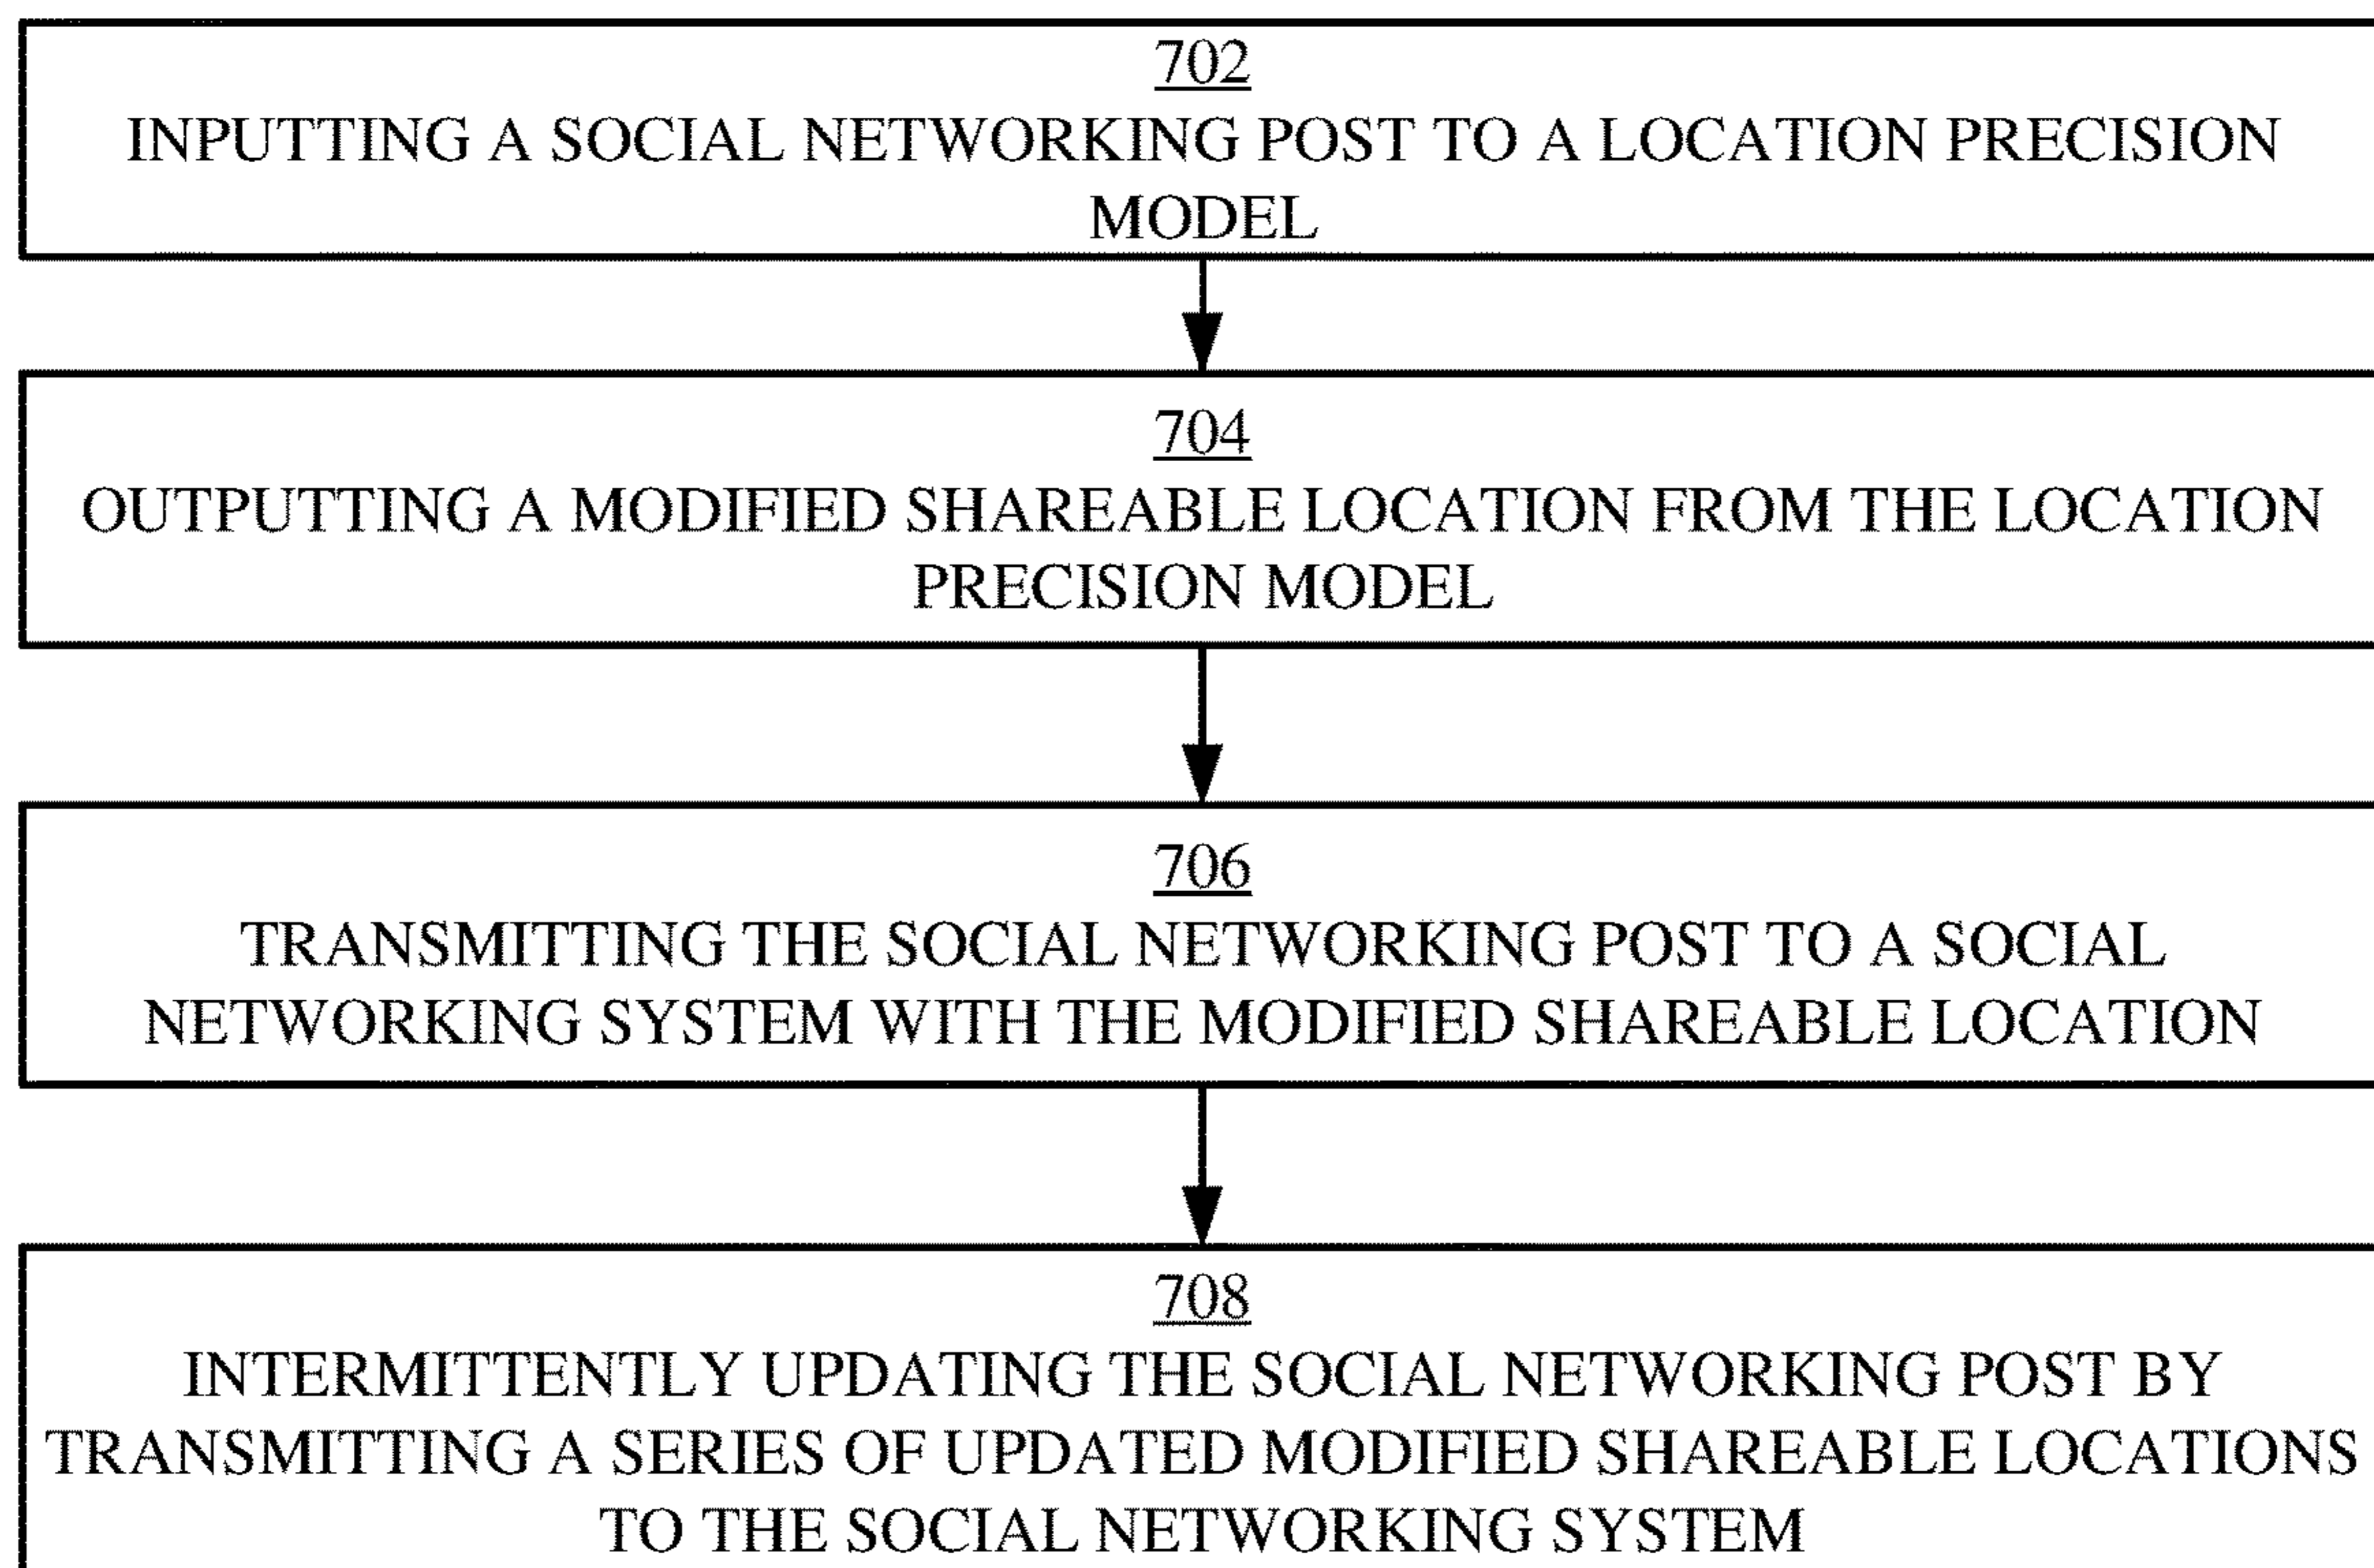 702
INPUTTING A SOCIAL NETWORKING POST TO A LOCATION PRECISION
MODEL
704
OUTPUTTING A MODIFIED SHAREABLE LOCATION FROM THE LOCATION
PRECISION MODEL
706
TRANSMITTING THE SOCIAL NETWORKING POST TO A SOCIAL
NETWORKING SYSTEM WITH THE MODIFIED SHAREABLE LOCATION
708
INTERMITTENTLY UPDATING THE SOCIAL NETWORKING POST BY
TRANSMITTING A SERIES OF UPDATED MODIFIED SHAREABLE LOCATIONS
TO THE SOCIAL NETWORKING SYSTEM